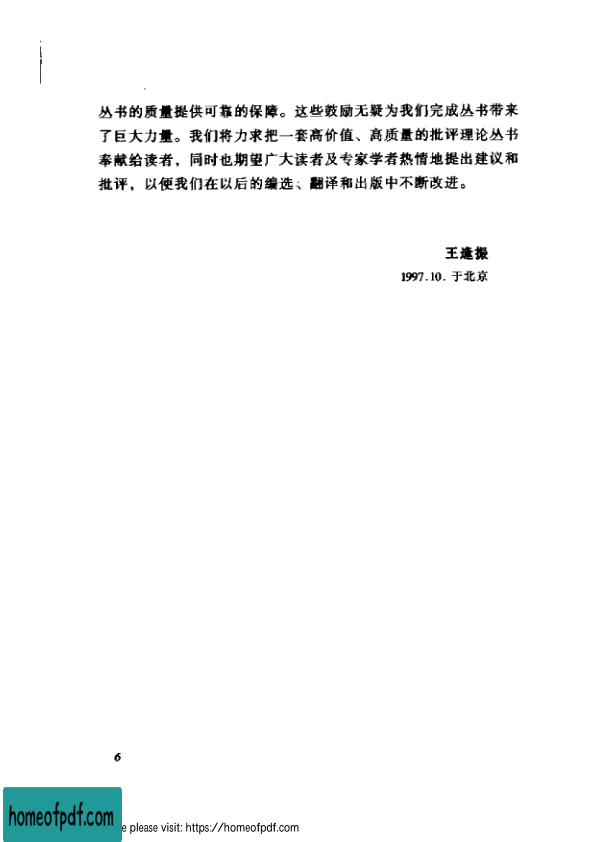 丛书的质量提供可靠的保障。这些鼓励无疑为我们完成丛书带来
了巨大力量。我们将力求把一套高价值、高质量的批评理论丛书
奉献给读者，同时也期望广大读者及专家学者热情地提出建议和
批评，以便我们在以后的编选、翻译和出版中不断改进。
王逢振
1997.10. 于北京
6
homeofpdf.com
e please visit: https://homeofpdf.com